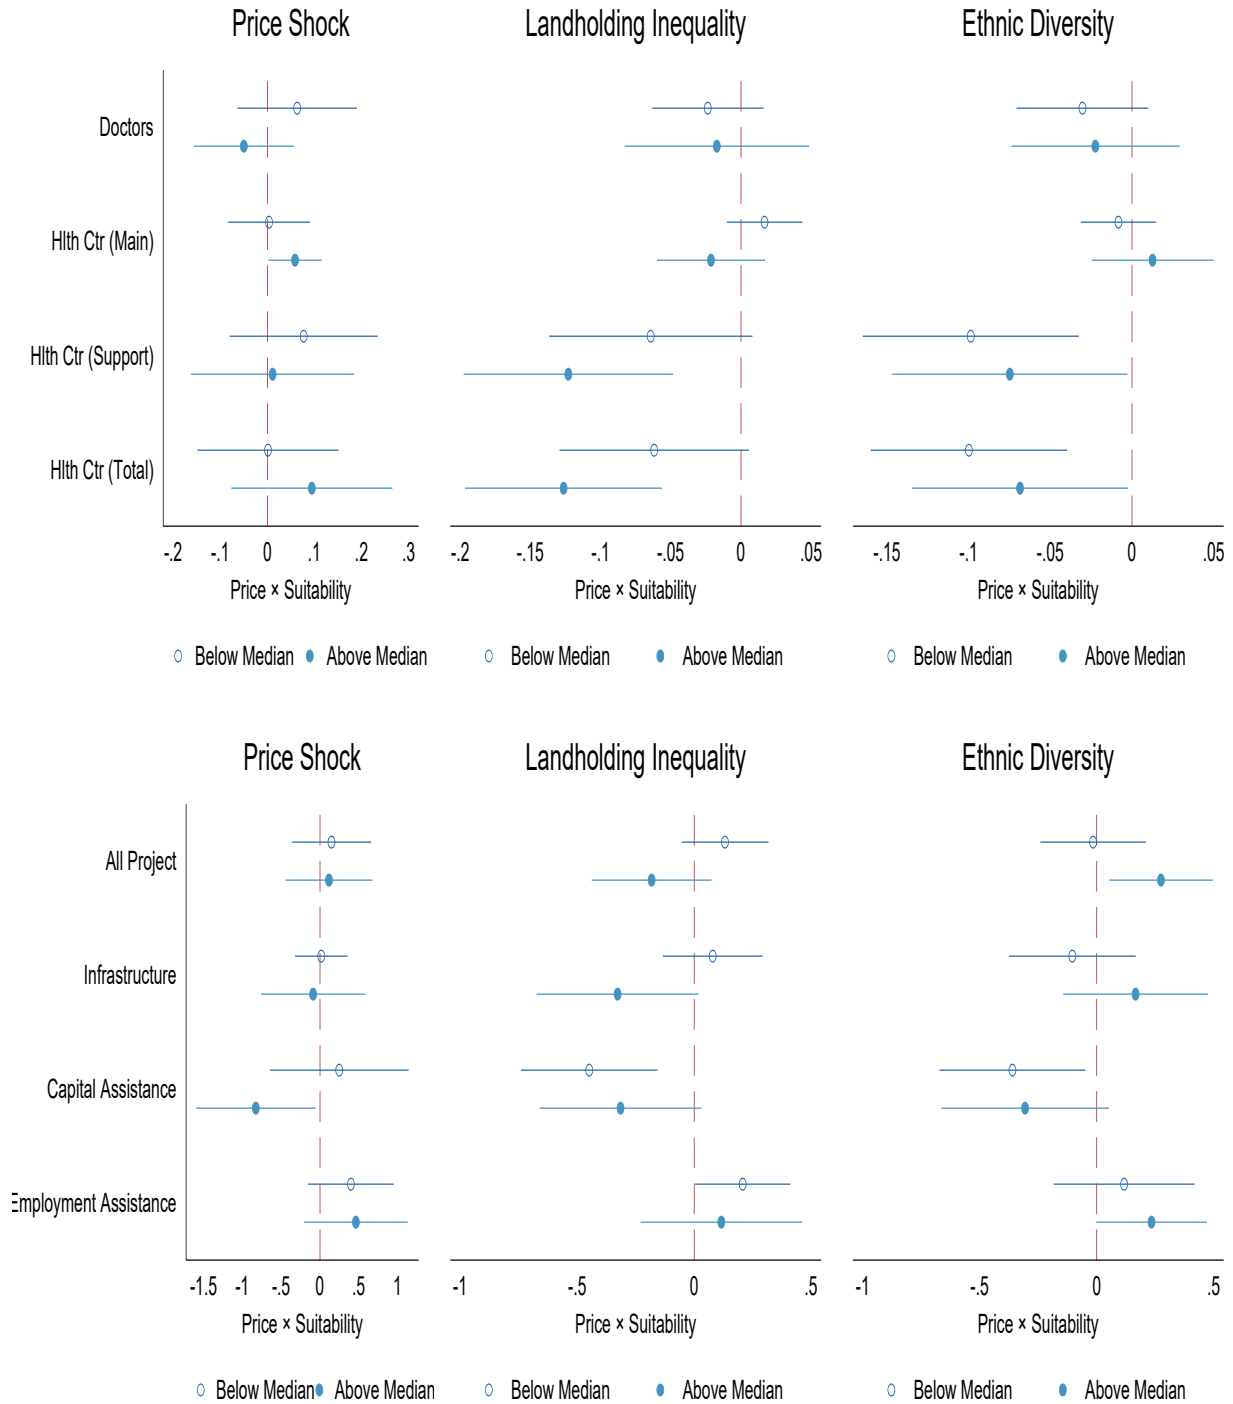 Price Shock Landholding Inequality Ethnic Diversity
Doctors
Hlth Ctr (Main)
Hlth Ctr (Support)
Hlth Ctr (Total)
-.2 -.1 0 .1 .2 .3 -.2 -.15 -.1 -.05 0 .05 -.15 -.1 -.05 0 .05
Price × Suitability Price × Suitability Price × Suitability
Below Median Above Median Below Median Above Median Below Median Above Median
Price Shock Landholding Inequality Ethnic Diversity
All Project
Infrastructure
Capital Assistance
Employment Assistance
-1.5 -1 -.5 0 .5 1 -1 -.5 0 .5 -1 -.5 0 .5
Price × Suitability Price × Suitability Price × Suitability
Below Median Above Median Below Median Above Median Below Median Above Median